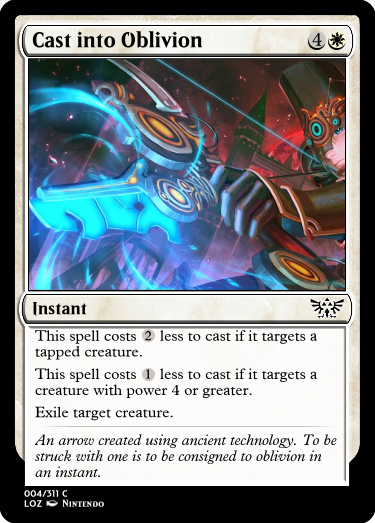 Cast into Oblivion 4
Instant
This spell costs 2 less to cast if it targets a
tapped creature.
This spell costs 1 less to cast if it targets a
creature with power 4 or greater.
Exile target creature.
An arrow created using ancient technology. To be
struck with one is to be consigned to oblivion in
an instant.
004/311 C
LOZ Nintendo